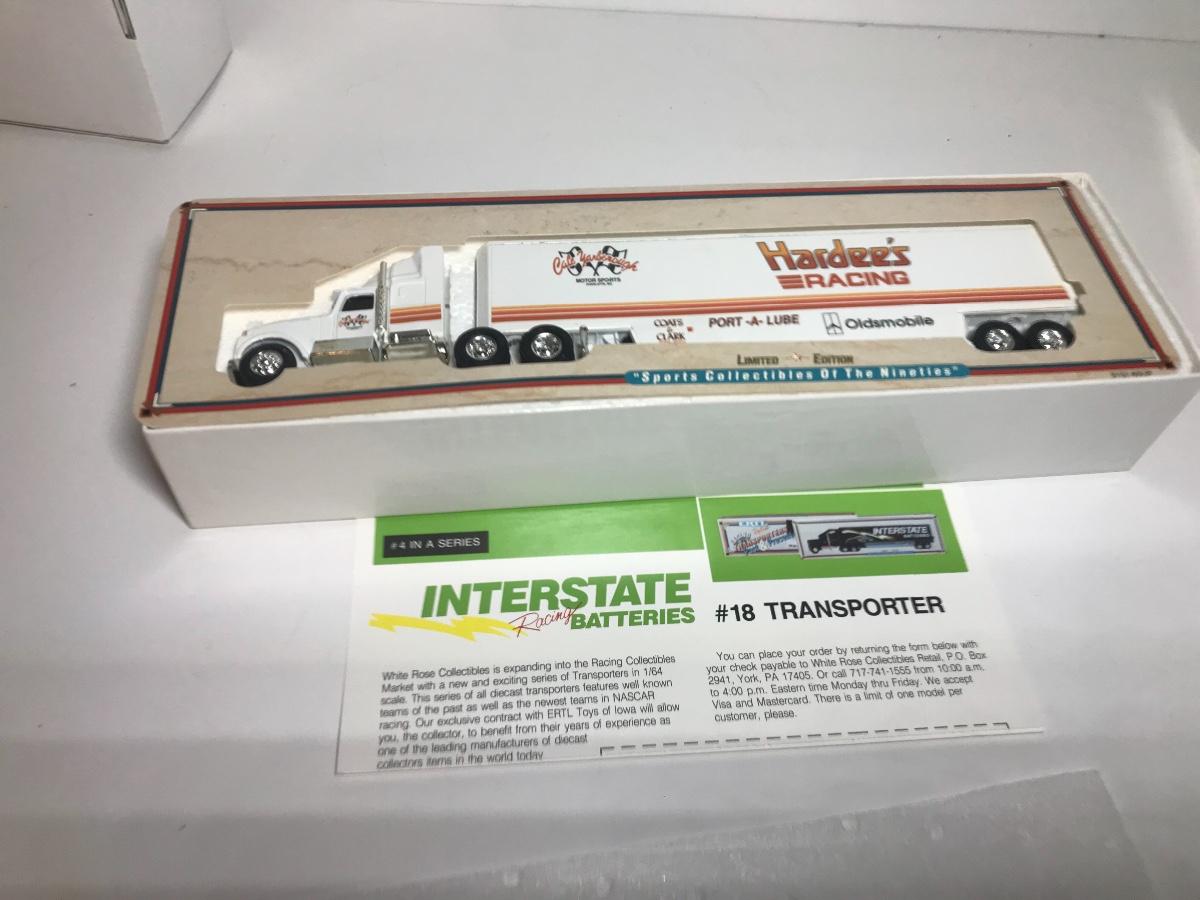 Cale Yarborough
MOTOR SPORTS
Hardee's
RACING
COATS & CLARK
PORT-A-LUBE
Oldsmobile
LIMITED EDITION
"Sports Collectibles Of The Nineties"
#4 IN A SERIES
INTERSTATE
Racing
BATTERIES
White Rose Collectibles is expanding into the Racing Collectibles
Market with a new and exciting series of Transporters in 1/64
scale. This series of all diecast transporters features well known
teams of the past as well as the newest teams in NASCAR
racing. Our exclusive contract with ERTL Toys of Iowa will allow
you, the collector, to benefit from their years of experience as
one of the leading manufacturers of diecast
collectors items in the world today
INTERSTATE
BATTERIES
#18 TRANSPORTER
You can place your order by returning the form below with
your check payable to White Rose Collectibles Retail, P.O. Box
2941, York, PA 17405. Or call 717-741-1555 from 10:00 a.m.
to 4:00 p.m. Eastern time Monday thru Friday. We accept
Visa and Mastercard. There is a limit of one model per
customer, please.